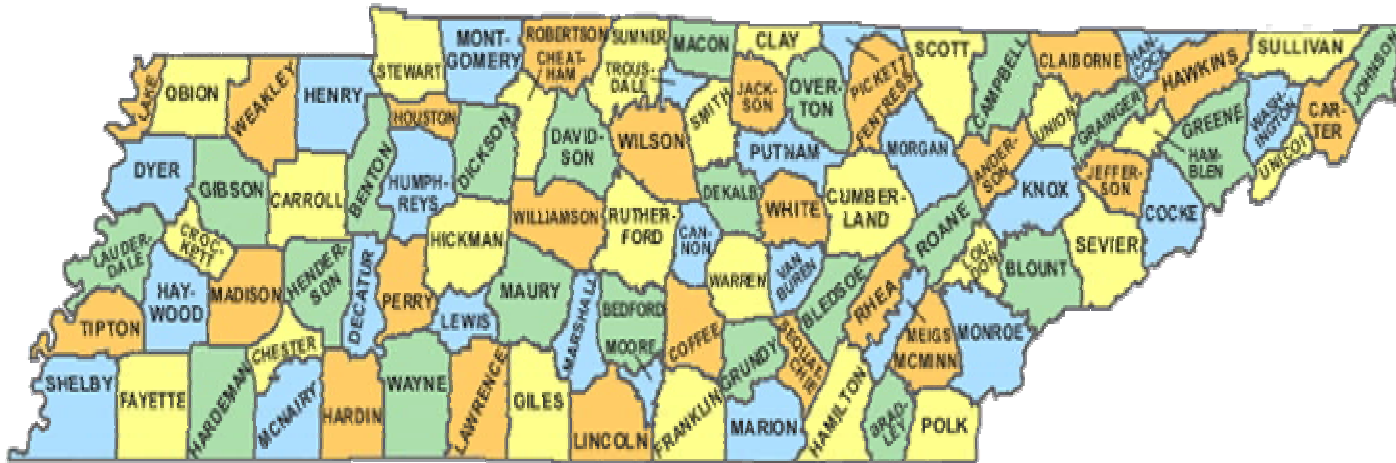 LAKE
OBION
WEAKLEY
HENRY
STEWART
MONT-
GOMERY
ROBERTSON
CHEAT-
HAM
SUMNER
TROUS-
DALE
MACON
CLAY
JACK-
SON
OVER-
TON
PICKETT
FENTRESS
SCOTT
CAMPBELL
CLAIBORNE
HAN-
COCK
HAWKINS
SULLIVAN
JOHNSON
DYER
GIBSON
CARROLL
BENTON
HOUSTON
HUMPH-
REYS
DICKSON
DAVID-
SON
WILSON
SMITH
PUTNAM
MORGAN
ANDER-
SON
UNION
GRAINGER
HAM-
BLEN
GREENE
WASH-
INGTON
UNICOI
CAR-
TER
LAUDER-
DALE
CROC-
KETT
HAY-
WOOD
MADISON
HENDER-
SON
DECATUR
PERRY
HICKMAN
LEWIS
WILLIAMSON
MAURY
RUTHER-
FORD
CAN-
NON
DEKALB
WHITE
CUMBER-
LAND
WARREN
VAN
BUREN
BLEDSOE
RHEA
ROANE
LOU-
DON
KNOX
BLOUNT
JEFFER-
SON
SEVIER
COCKE
TIPTON
CHESTER
MARSHALL
BEDFORD
MOORE
COFFEE
GRUNDY
SEQUAT-
CHIE
MEIGS
MCMINN
MONROE
SHELBY
FAYETTE
HARDEMAN
MCNAIRY
HARDIN
WAYNE
LAWRENCE
GILES
LINCOLN
FRANKLIN
MARION
HAMILTON
BRAD-
LEY
POLK